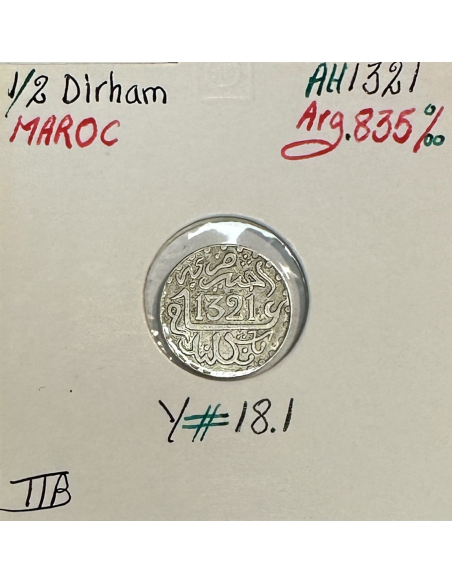 1/2 Dirham
MAROC
AH1321
Arg.835‰
1321
Y#18.1
TTB